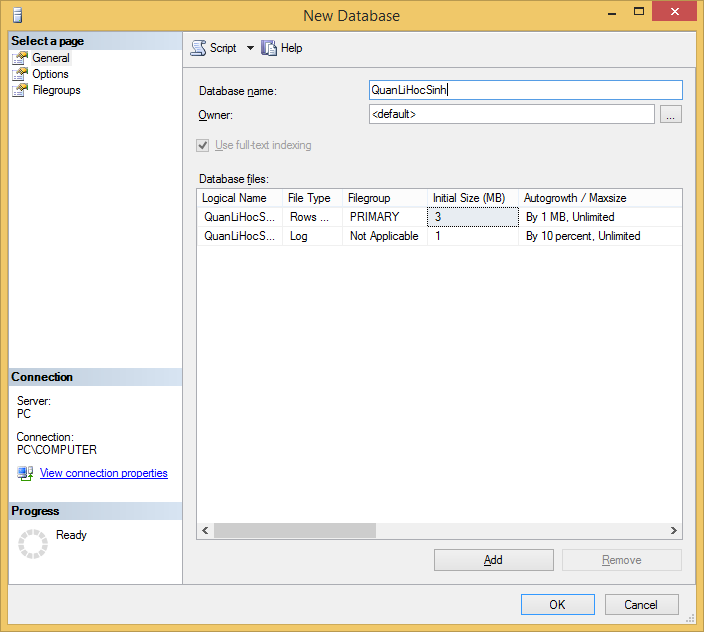 New Database
Select a page
General
Options
Filegroups
Script Help
Database name: QuanLiHocSinh
Owner: <default> ...
Use full-text indexing
Database files:
Logical Name File Type Filegroup Initial Size (MB) Autogrowth / Maxsize
QuanLiHocS... Rows ... PRIMARY 3 By 1 MB, Unlimited
QuanLiHocS... Log Not Applicable 1 By 10 percent, Unlimited
Connection
Server:
PC
Connection:
PC\COMPUTER
View connection properties
Progress
Ready
Add Remove
OK Cancel